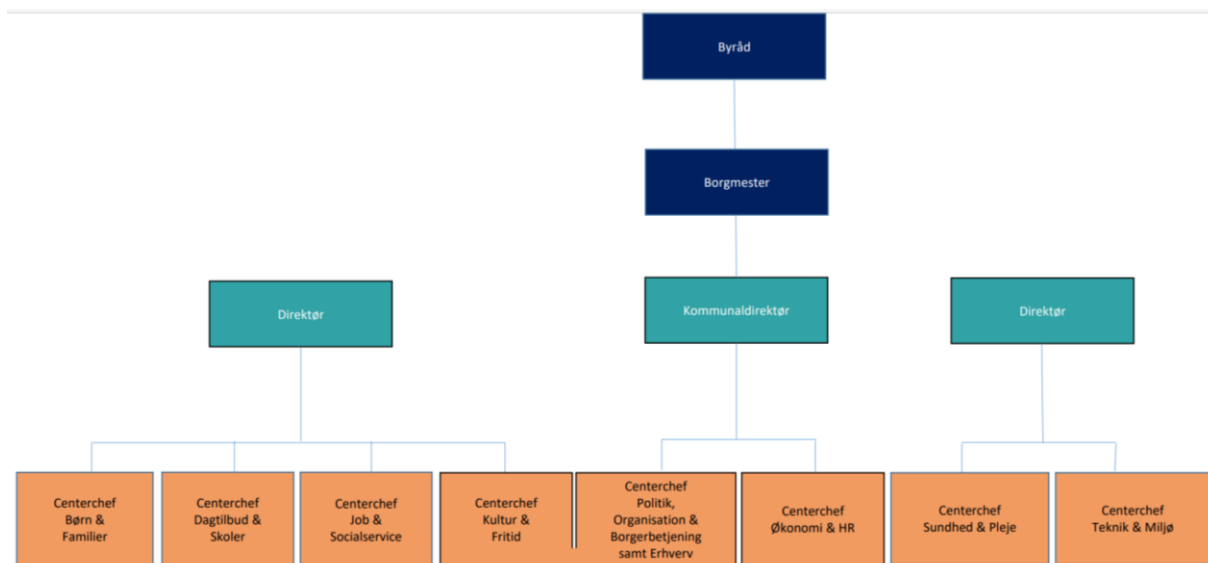 Byråd
Borgmester
Direktør
Kommunaldirektør
Direktør
Centerchef
Børn &
Familier
Centerchef
Dagtilbud &
Skoler
Centerchef
Job &
Socialservice
Centerchef
Kultur &
Fritid
Centerchef
Politik,
Organisation &
Borgerbetjening
samt Erhverv
Centerchef
Økonomi & HR
Centerchef
Sundhed & Pleje
Centerchef
Teknik & Miljø